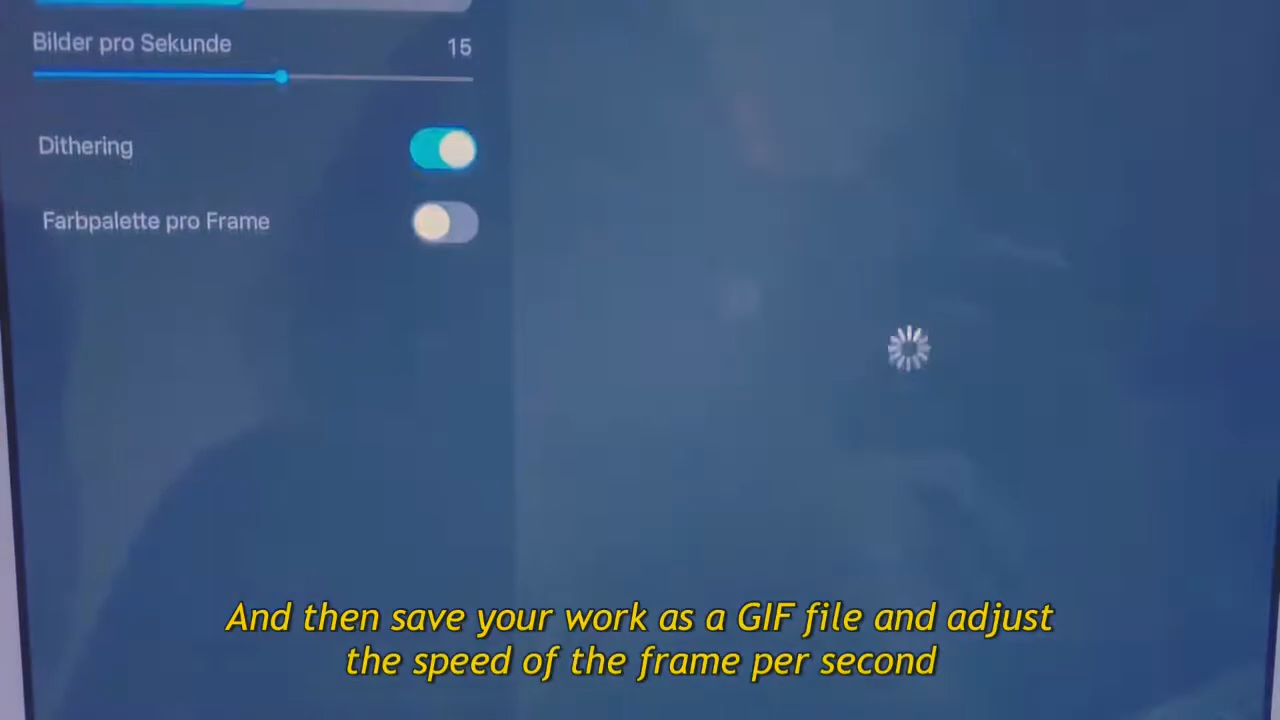 Bilder pro Sekunde
15
Dithering
Farbpalette pro Frame
And then save your work as a GIF file and adjust
the speed of the frame per second